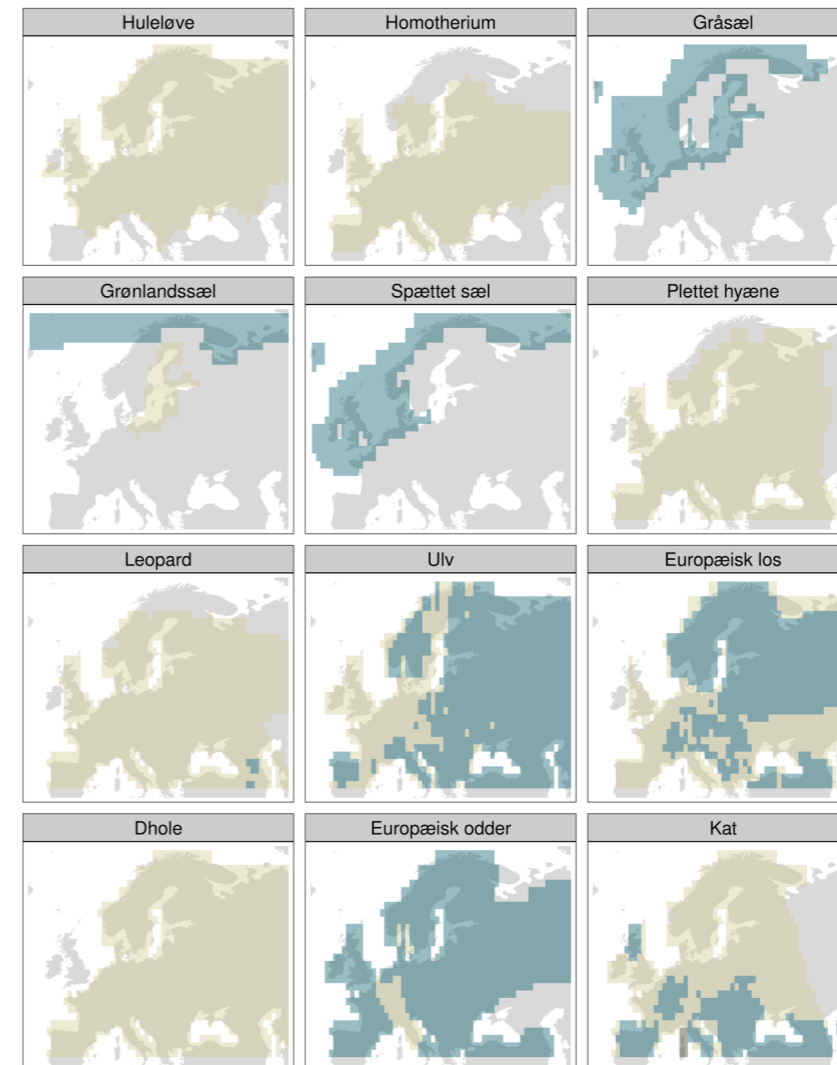 Huleløve
Homotherium
Gråsæl
Grønlandssæl
Spættet sæl
Plettet hyæne
Leopard
Ulv
Europæisk los
Dhole
Europæisk odder
Kat